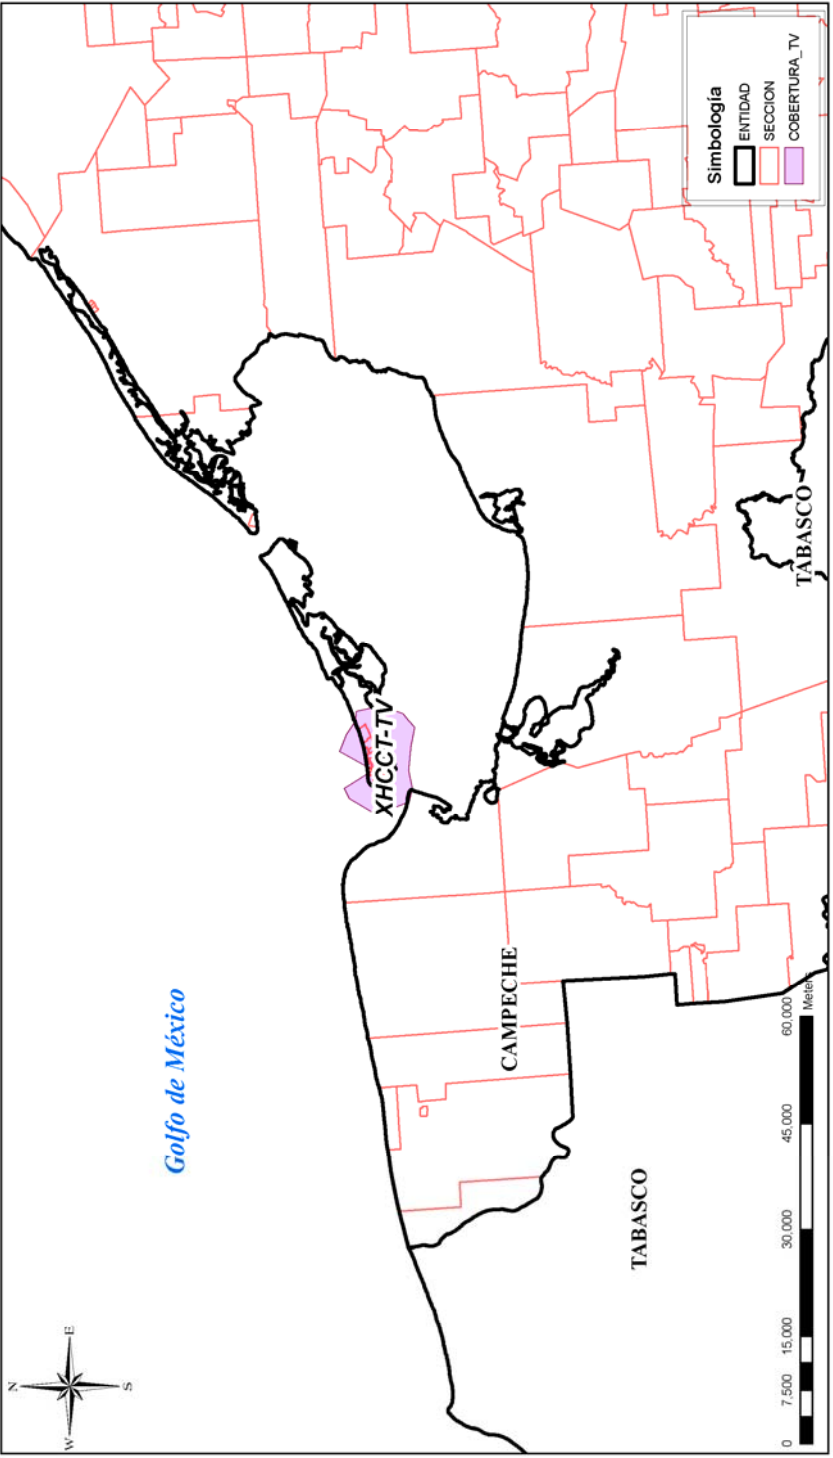 N
W E
S
Golfo de México
XHCCT-TV
CAMPECHE
TABASCO
TABASCO
Simbología
ENTIDAD
SECCION
COBERTURA_TV
0 7,500 15,000 30,000 45,000 60,000
Meters